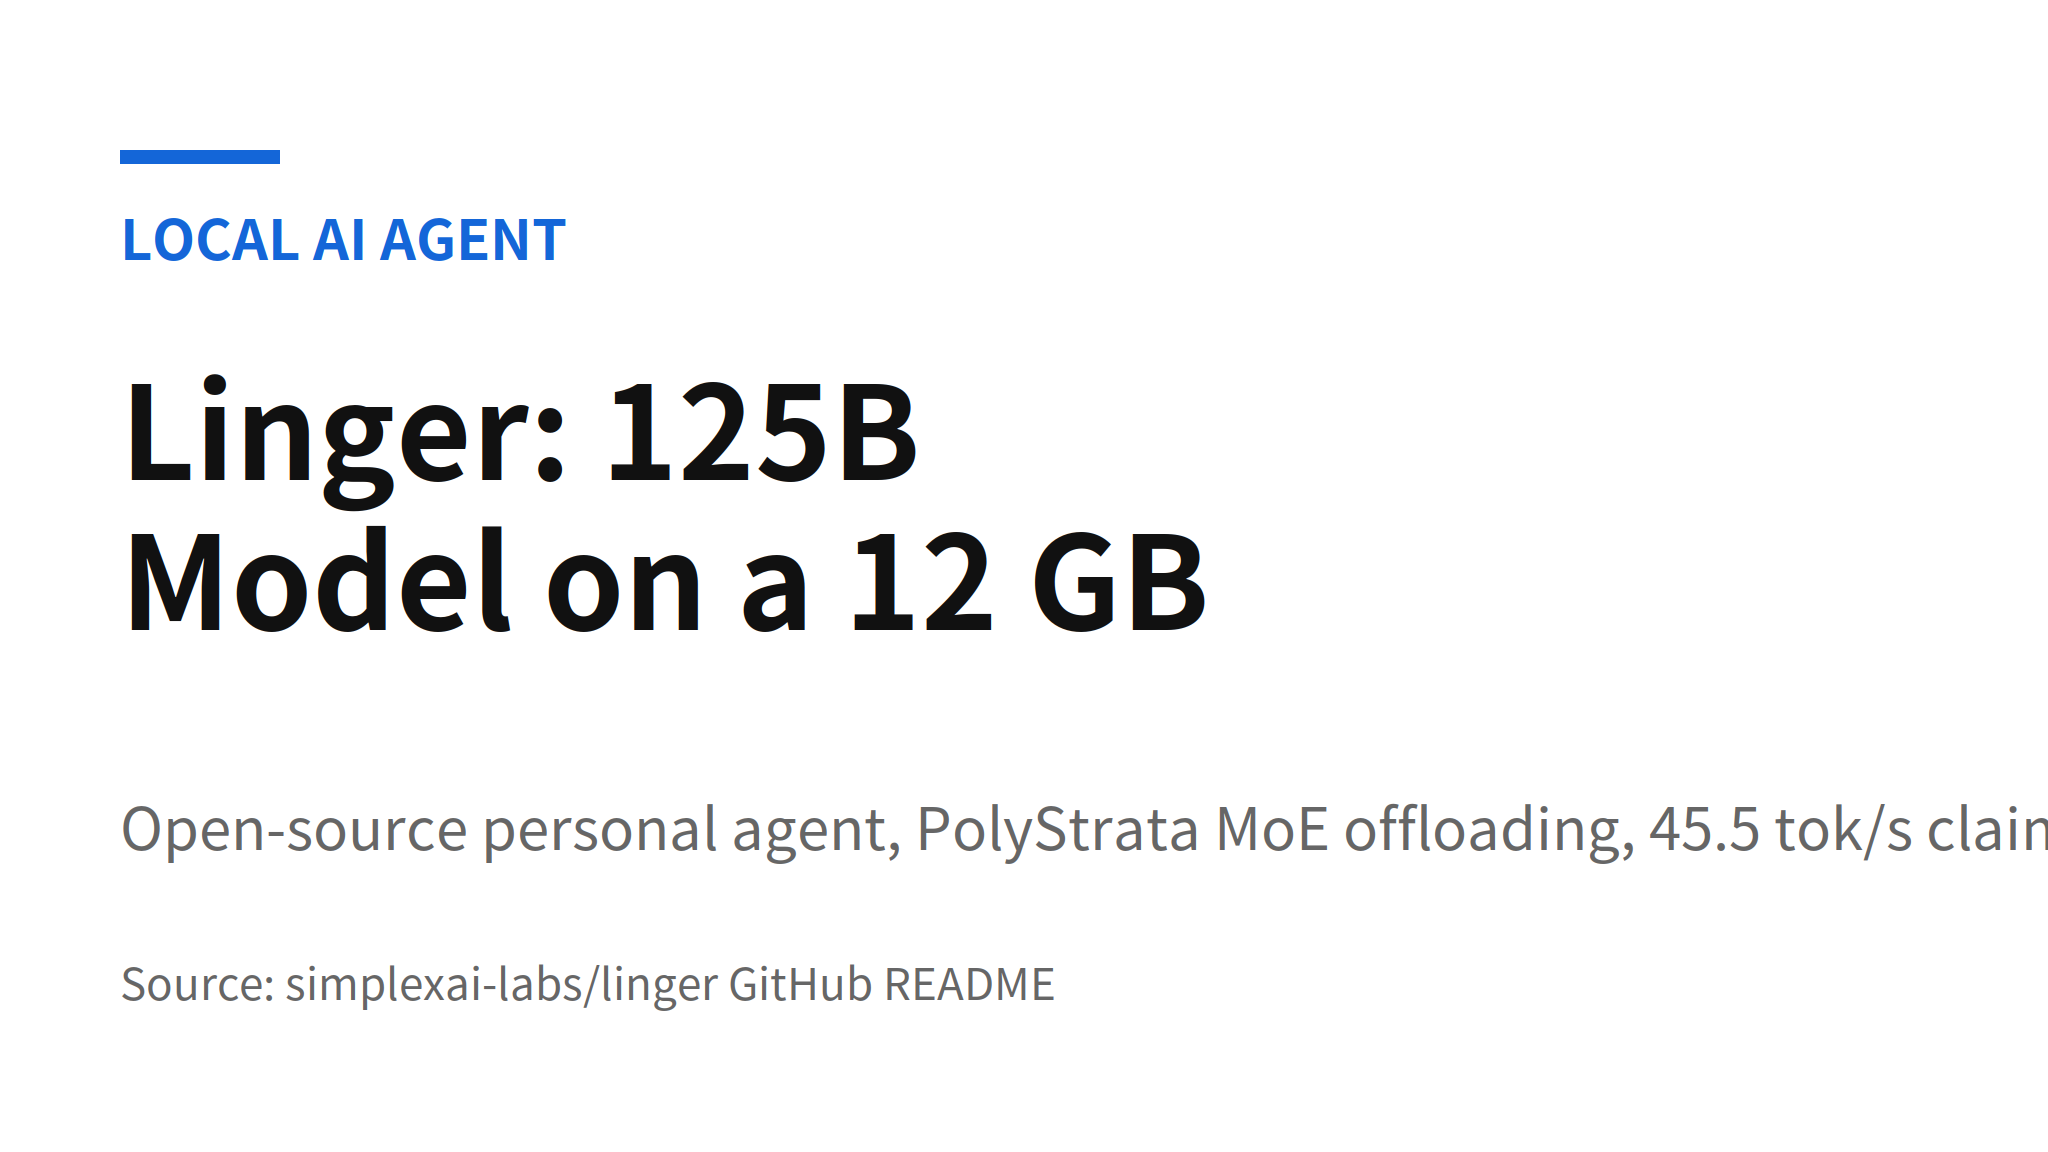 LOCAL AI AGENT
Linger: 125B
Model on a 12 GB
Open-source personal agent, PolyStrata MoE offloading, 45.5 tok/s
Source: simplexai-labs/linger GitHub README